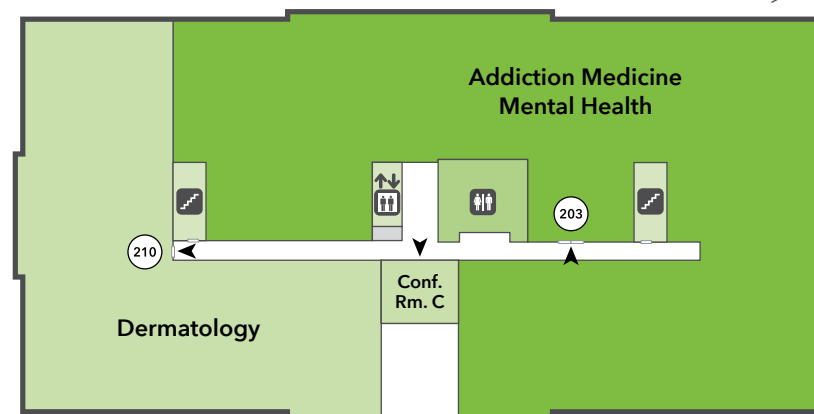 Addiction Medicine
Mental Health
203
210
Conf.
Rm. C
Dermatology